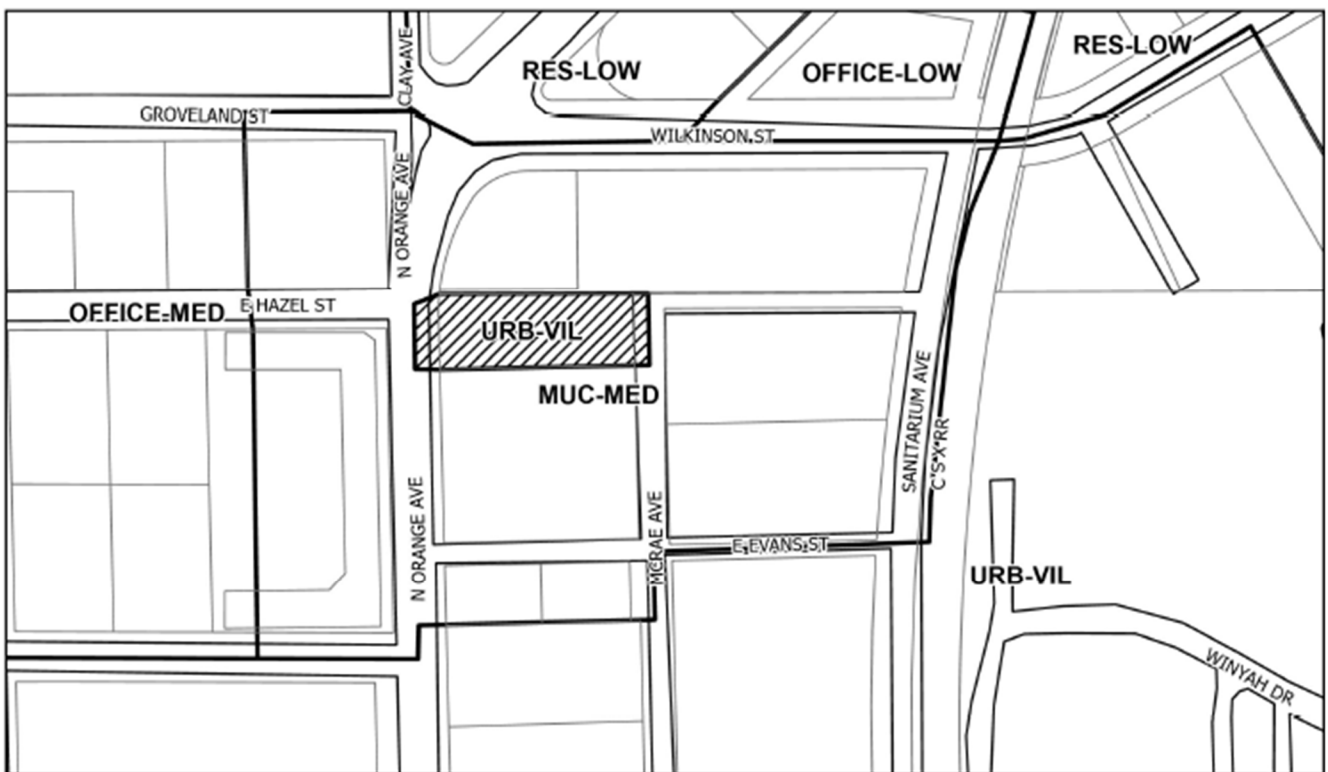 CLAY AVE
RES-LOW
RES-LOW
OFFICE-LOW
GROVELAND ST
WILKINSON ST
N ORANGE AVE
OFFICE-MED
E HAZEL ST
URB-VIL
MUC-MED
SANITARIUM AVE
C S X RR
N ORANGE AVE
MCRAE AVE
E EVANS ST
URB-VIL
WINYAH DR